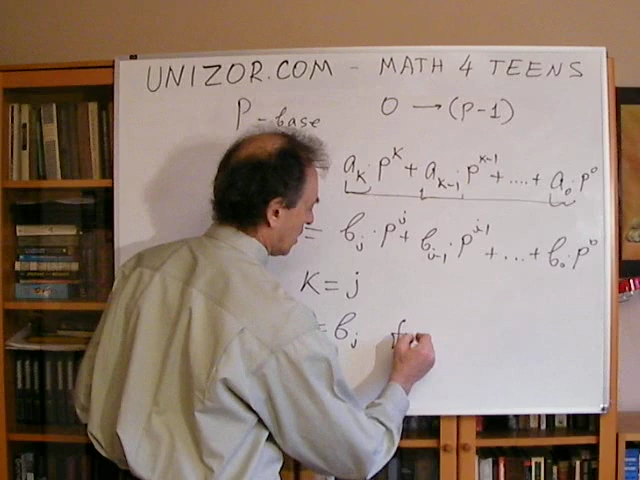 UNIZOR.COM - MATH 4 TEENS
P-base 0 → (P-1)
a_K · p^K + a_{K-1} p^{K-1} + .... + a_0 · p^0
= b_j · p^j + b_{j-1} · p^{j-1} + ... + b_0 · p^0
K = j
= b_j f